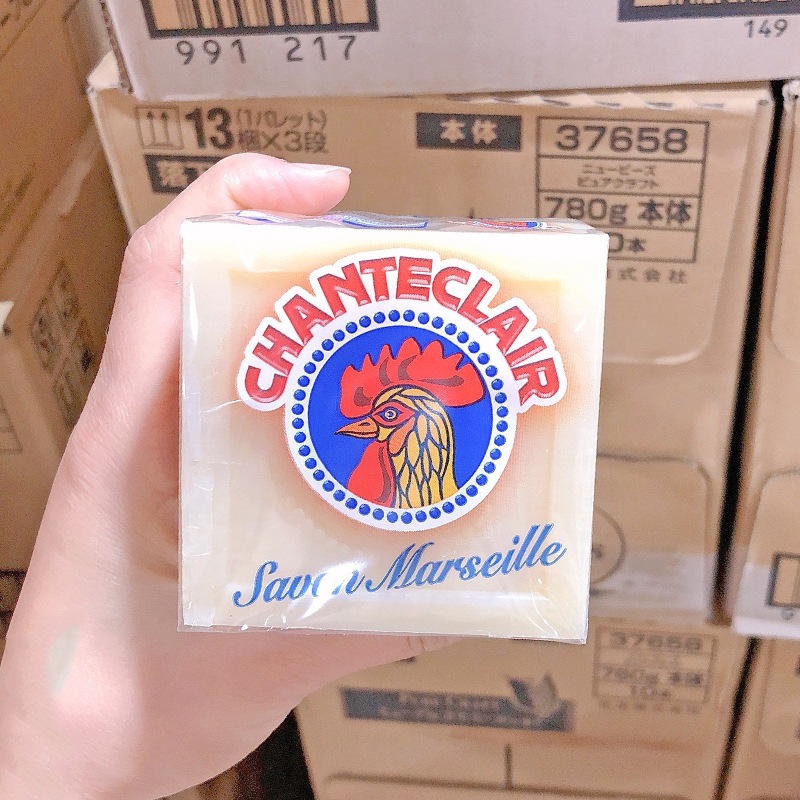 991 217
149
13 (1パレット)
梱×3段
本体
37658
ニュービーズ
ピュアクラフト
780g 本体
0本
式会社
CHANTECLAIR
Savon Marseille
37658
780g 本体
10本